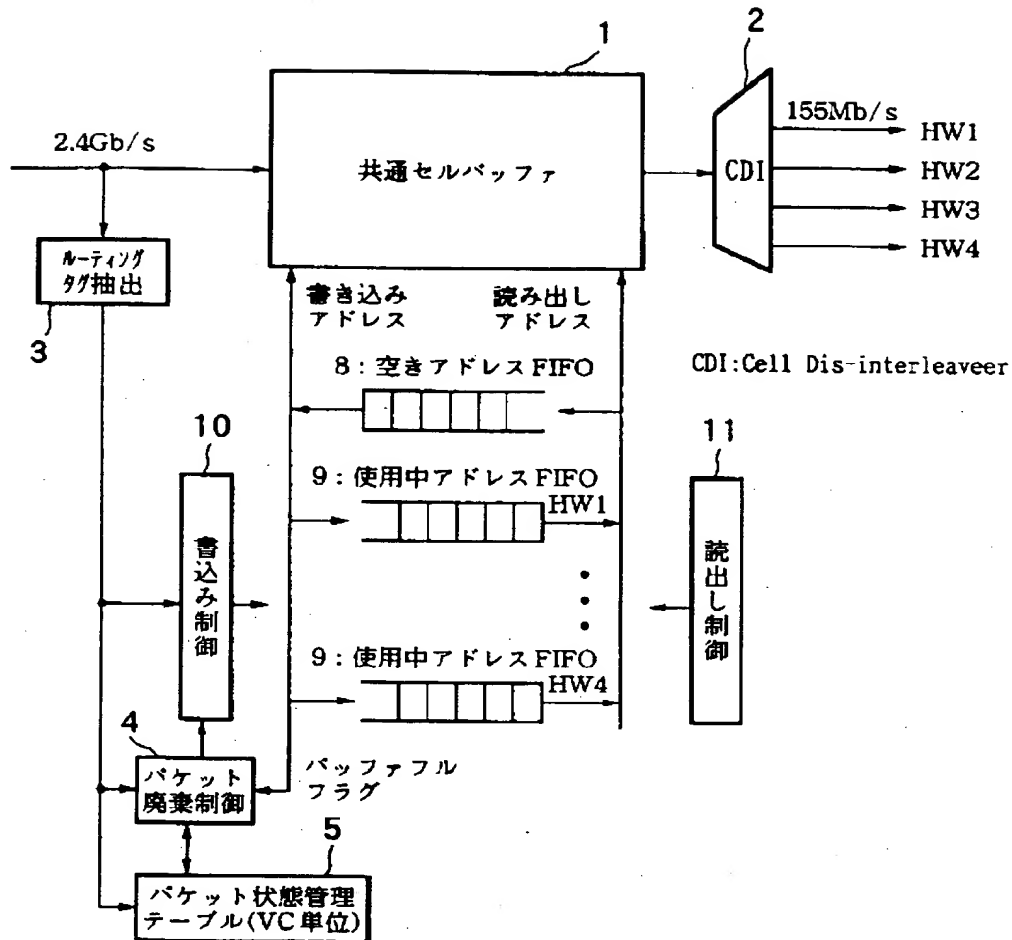 1
2
2.4Gb/s
155Mb/s
HW1
共通セルバッファ
CDI
HW2
HW3
HW4
ルーティング
タグ抽出
3
書き込み
アドレス
読み出し
アドレス
8：空きアドレスFIFO
CDI:Cell Dis-interleaveer
10
11
9：使用中アドレスFIFO
HW1
書込み制御
読出し制御
9：使用中アドレスFIFO
HW4
4
パケット
廃棄制御
バッファフル
フラグ
5
パケット状態管理
テーブル(VC単位)